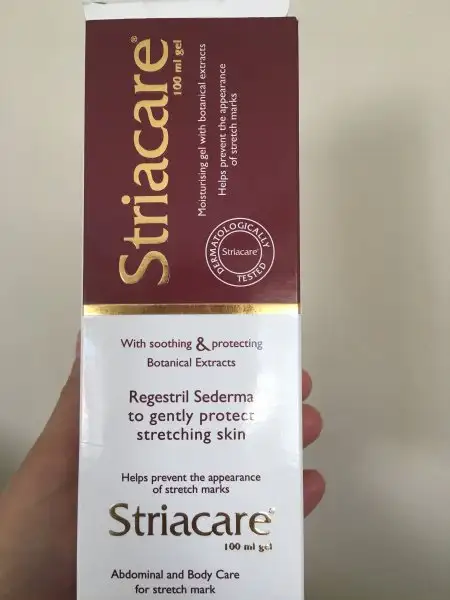 Striacare®
100 ml gel
Moisturising gel with botanical extracts
Helps prevent the appearance
of stretch marks
DERMATOLOGICALLY
Striacare®
TESTED
With soothing & protecting
Botanical Extracts
Regestril Sederma
to gently protect
stretching skin
Helps prevent the appearance
of stretch marks
Striacare®
100 ml gel
Abdominal and Body Care
for stretch mark